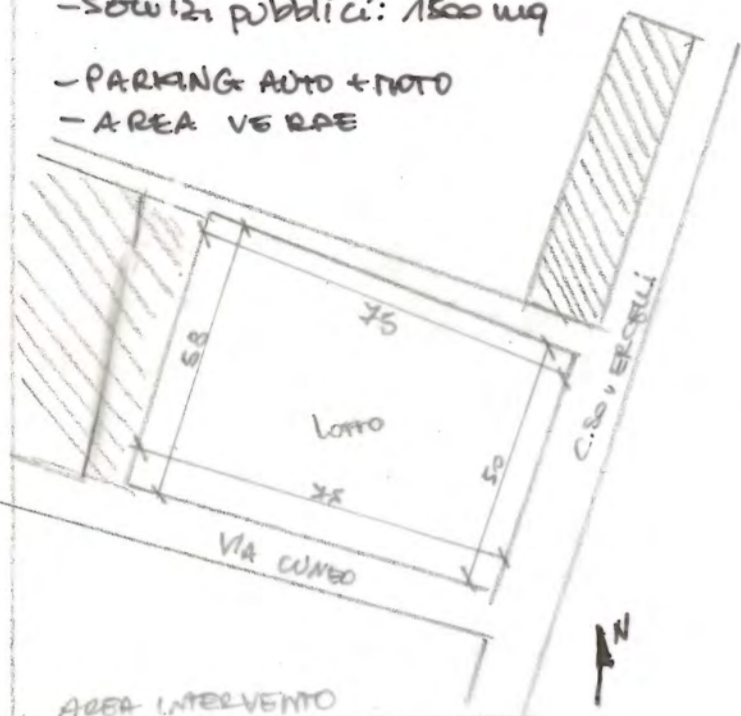 - servizi pubblici: 1500 mq
- PARKING AUTO + MOTO
- AREA VERDE
75
58
Lotto
50
75
VIA CUNEO
C.SO VERCELLI
N
AREA INTERVENTO